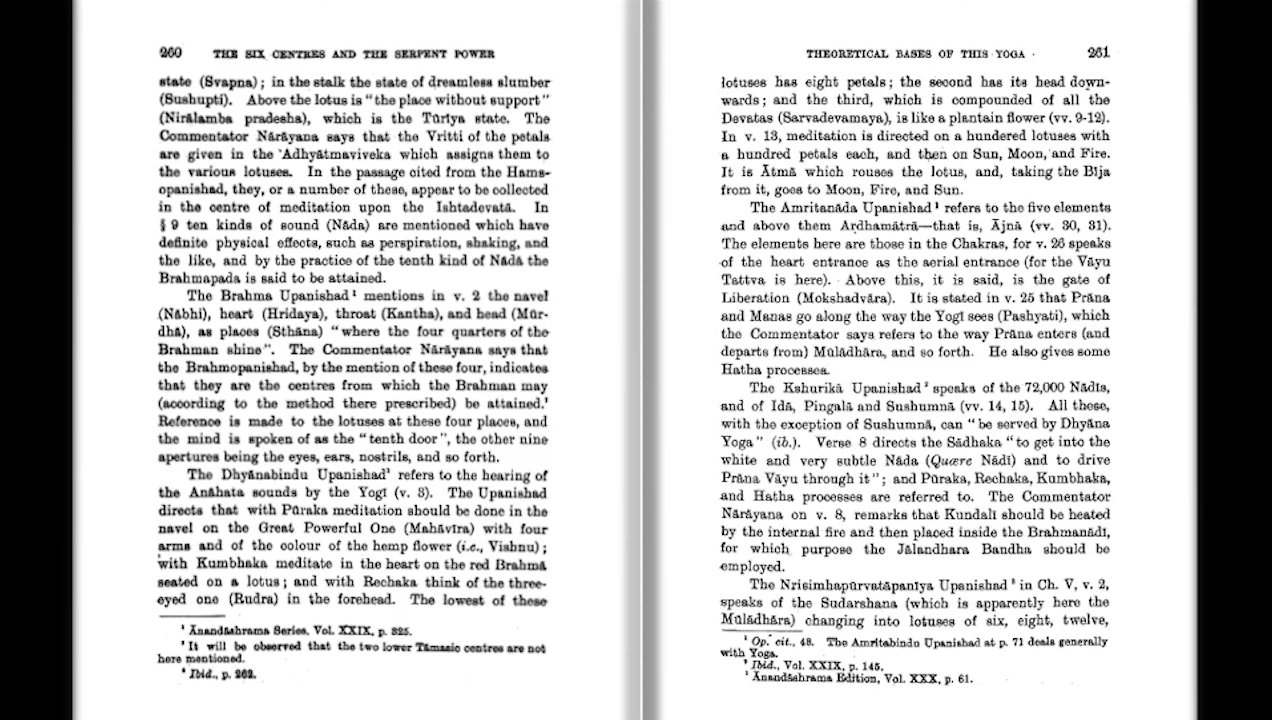 260 THE SIX CENTRES AND THE SERPENT POWER
state (Svapna); in the stalk the state of dreamless slumber
(Sushupti). Above the lotus is "the place without support"
(Nirālamba pradesha), which is the Tūrīya state. The
Commentator Nārāyana says that the Vritti of the petals
are given in the 'Adhyātmaviveka which assigns them to
the various lotuses. In the passage cited from the Hams-
opanishad, they, or a number of these, appear to be collected
in the centre of meditation upon the Ishtadevatā. In
§ 9 ten kinds of sound (Nāda) are mentioned which have
definite physical effects, such as perspiration, shaking, and
the like, and by the practice of the tenth kind of Nāda the
Brahmapada is said to be attained.
The Brahma Upanishad¹ mentions in v. 2 the navel
(Nābhi), heart (Hridaya), throat (Kantha), and head (Mūr-
dhā), as places (Sthāna) "where the four quarters of the
Brahman shine". The Commentator Nārāyana says that
the Brahmopanishad, by the mention of these four, indicates
that they are the centres from which the Brahman may
(according to the method there prescribed) be attained.²
Reference is made to the lotuses at these four places, and
the mind is spoken of as the "tenth door", the other nine
apertures being the eyes, ears, nostrils, and so forth.
The Dhyānabindu Upanishad³ refers to the hearing of
the Anāhata sounds by the Yogī (v. 3). The Upanishad
directs that with Pūraka meditation should be done in the
navel on the Great Powerful One (Mahāvīra) with four
arms and of the colour of the hemp flower (i.e., Vishnu);
with Kumbhaka meditate in the heart on the red Brahmā
seated on a lotus; and with Rechaka think of the three-
eyed one (Rudra) in the forehead. The lowest of these
¹ Ānandāshrama Series, Vol. XXIX, p. 325.
² It will be observed that the two lower Tāmasic centres are not
here mentioned.
³ Ibid., p. 262.
THEORETICAL BASES OF THIS YOGA 261
lotuses has eight petals; the second has its head down-
wards; and the third, which is compounded of all the
Devatas (Sarvadevamaya), is like a plantain flower (vv. 9-12).
In v. 13, meditation is directed on a hundred lotuses with
a hundred petals each, and then on Sun, Moon, and Fire.
It is Ātmā which rouses the lotus, and, taking the Bīja
from it, goes to Moon, Fire, and Sun.
The Amritanāda Upanishad¹ refers to the five elements
and above them Ardhamātrā—that is, Ājnā (vv. 30, 31).
The elements here are those in the Chakras, for v. 26 speaks
of the heart entrance as the aerial entrance (for the Vāyu
Tattva is here). Above this, it is said, is the gate of
Liberation (Mokshadvāra). It is stated in v. 25 that Prāna
and Manas go along the way the Yogī sees (Pashyati), which
the Commentator says refers to the way Prāna enters (and
departs from) Mūlādhāra, and so forth. He also gives some
Hatha processes.
The Kshurikā Upanishad² speaks of the 72,000 Nādīs,
and of Idā, Pingalā and Sushumnā (vv. 14, 15). All these,
with the exception of Sushumnā, can "be served by Dhyāna
Yoga" (ib.). Verse 8 directs the Sādhaka "to get into the
white and very subtle Nāda (Quære Nādī) and to drive
Prāna Vāyu through it"; and Pūraka, Rechaka, Kumbhaka,
and Hatha processes are referred to. The Commentator
Nārāyana on v. 8, remarks that Kundalī should be heated
by the internal fire and then placed inside the Brahmanādī,
for which purpose the Jālandhara Bandha should be
employed.
The Nrisimhapūrvatāpanīya Upanishad³ in Ch. V, v. 2,
speaks of the Sudarshana (which is apparently here the
Mūlādhāra) changing into lotuses of six, eight, twelve,
¹ Op. cit., 48. The Amritabindu Upanishad at p. 71 deals generally
with Yoga.
² Ibid., Vol. XXIX, p. 145.
³ Ānandāshrama Edition, Vol. XXX, p. 61.